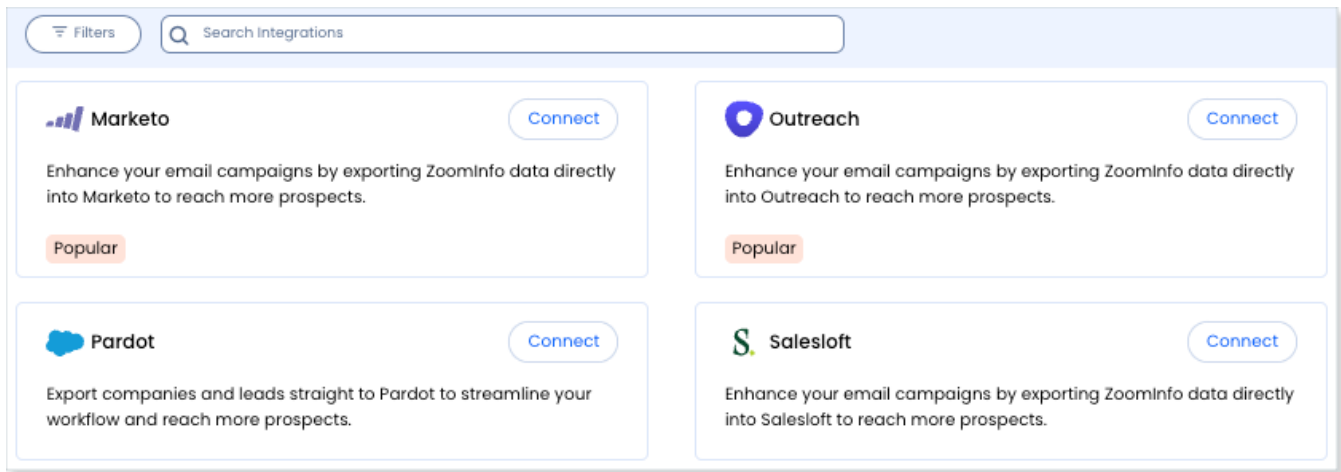 Filters
Search Integrations
Marketo
Connect
Enhance your email campaigns by exporting ZoomInfo data directly
into Marketo to reach more prospects.
Popular
Outreach
Connect
Enhance your email campaigns by exporting ZoomInfo data directly
into Outreach to reach more prospects.
Popular
Pardot
Connect
Export companies and leads straight to Pardot to streamline your
workflow and reach more prospects.
S.
Salesloft
Connect
Enhance your email campaigns by exporting ZoomInfo data directly
into Salesloft to reach more prospects.